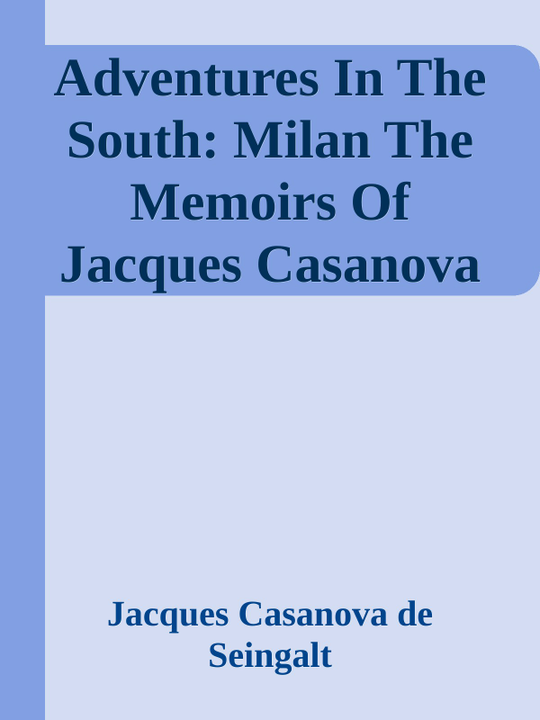 Adventures In The
South: Milan The
Memoirs Of
Jacques Casanova
Jacques Casanova de
Seingalt